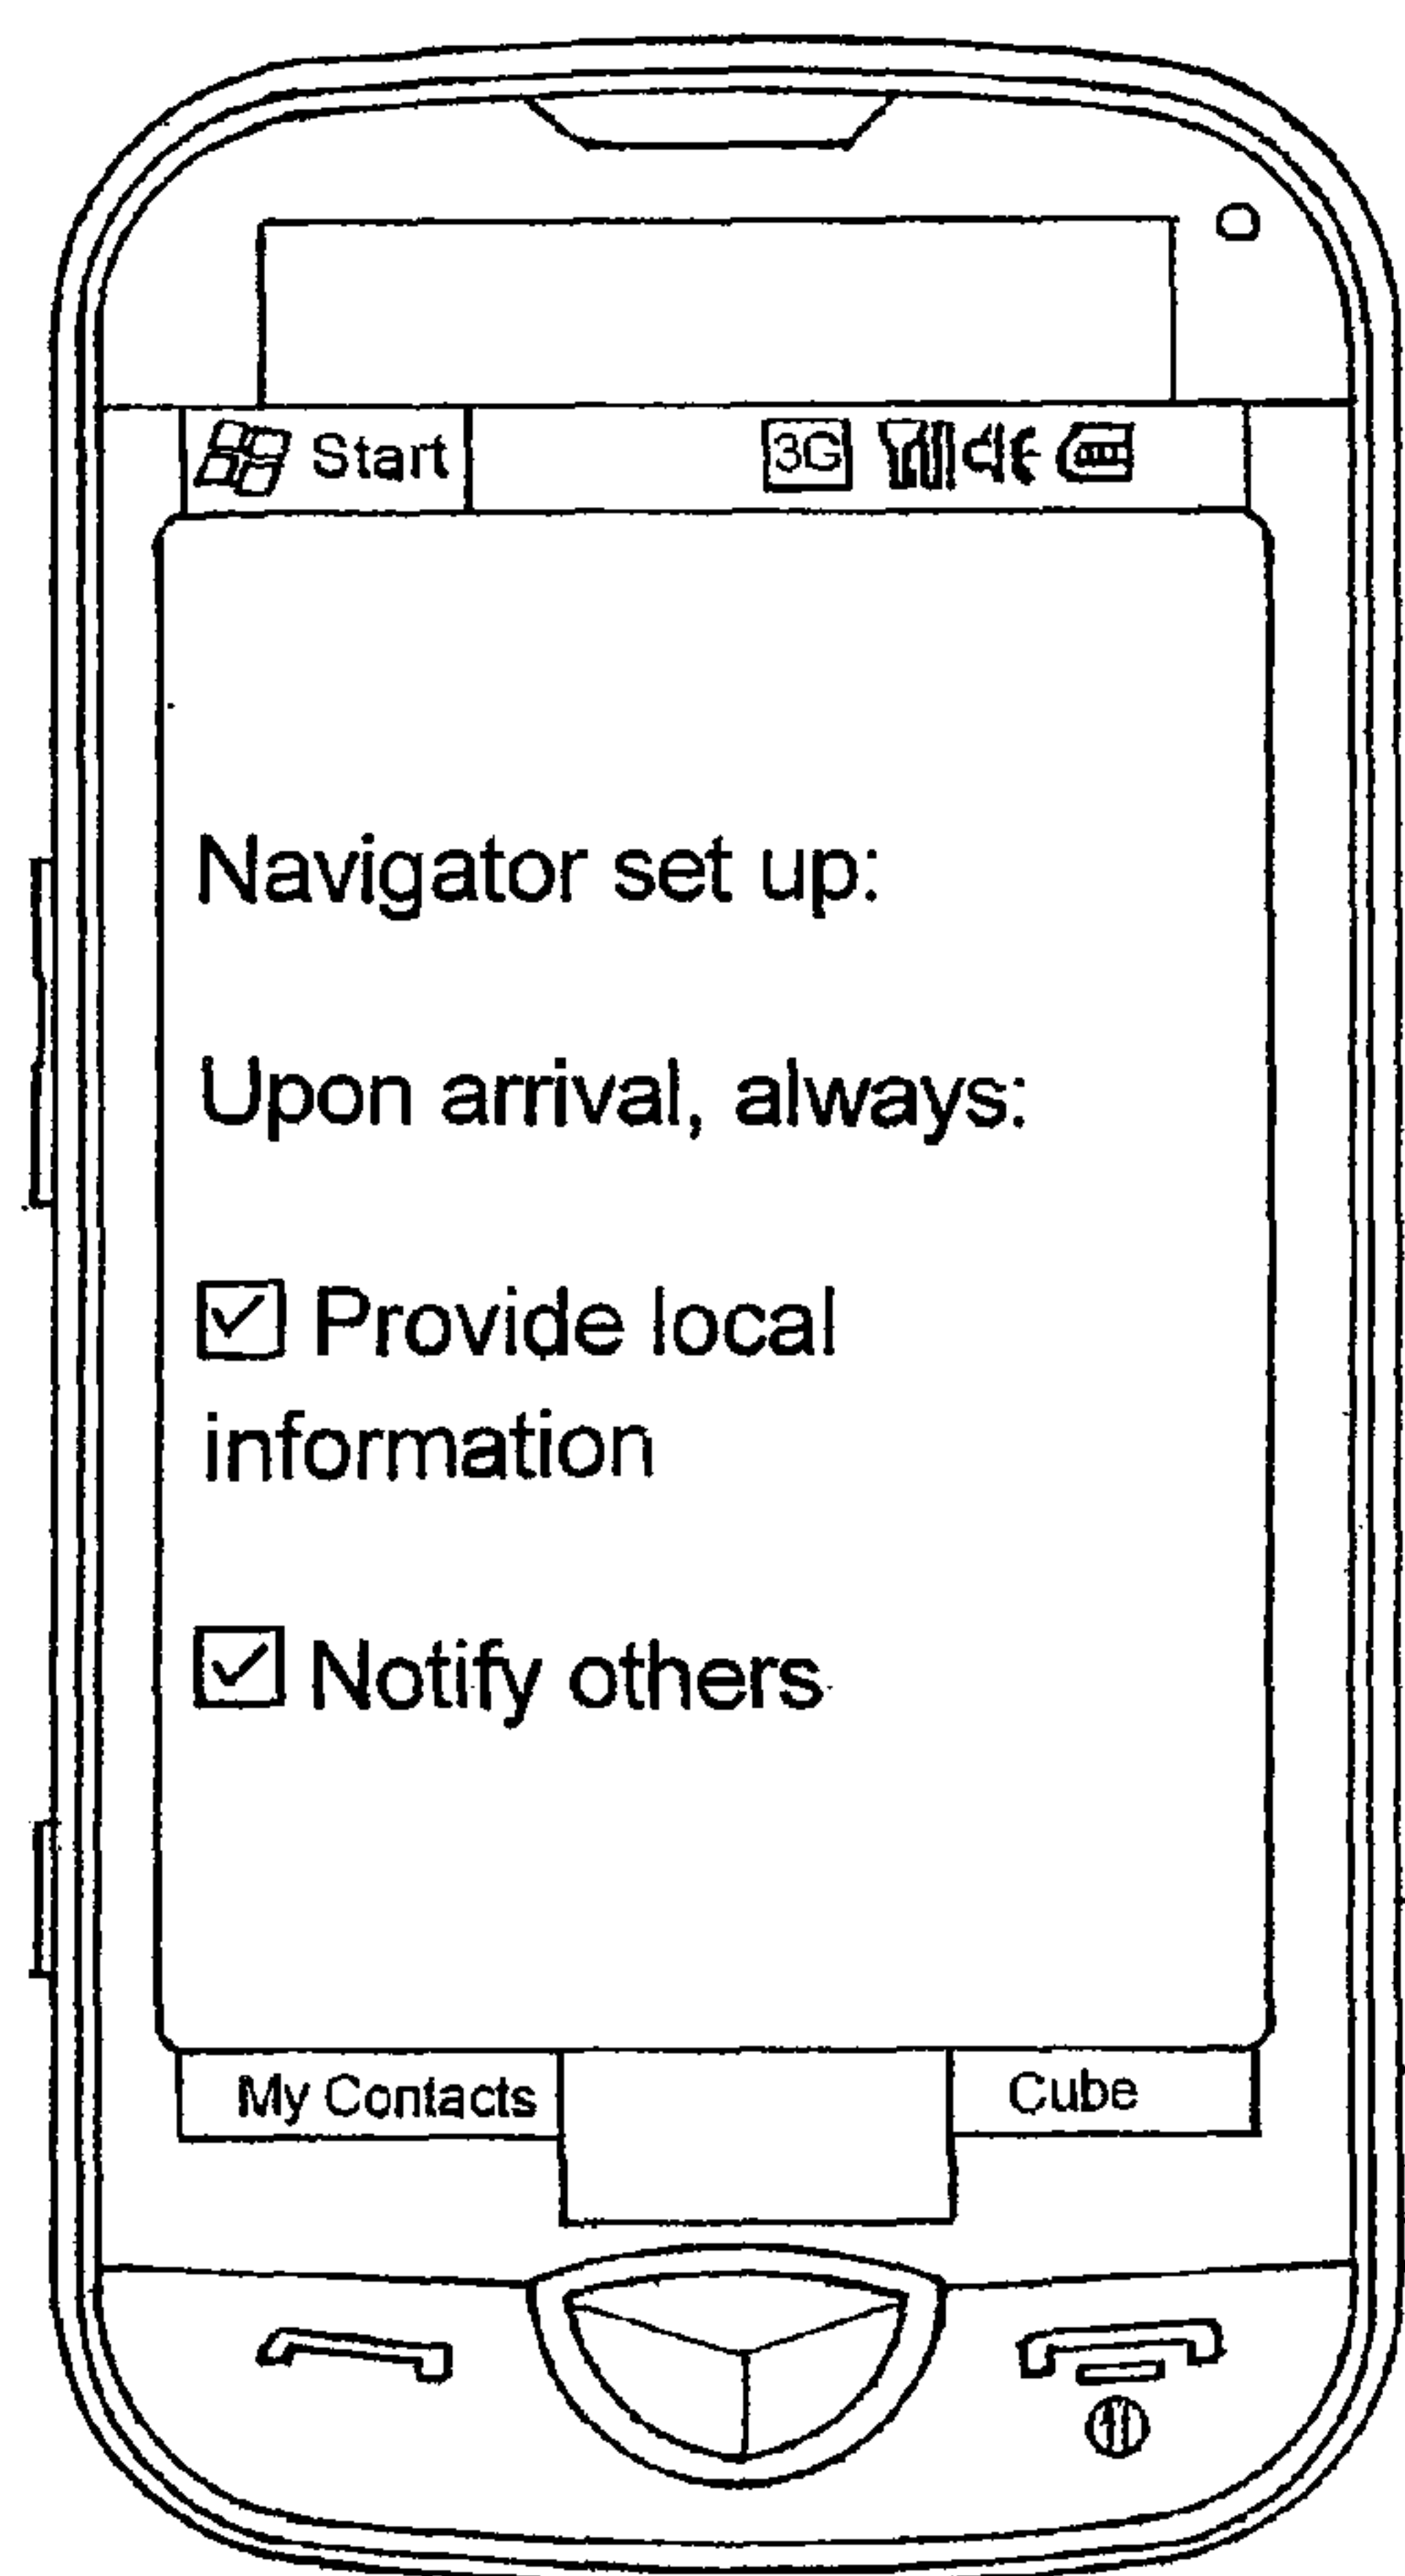 Start 3G
Navigator set up:
Upon arrival, always:
Provide local
information
Notify others
My Contacts Cube